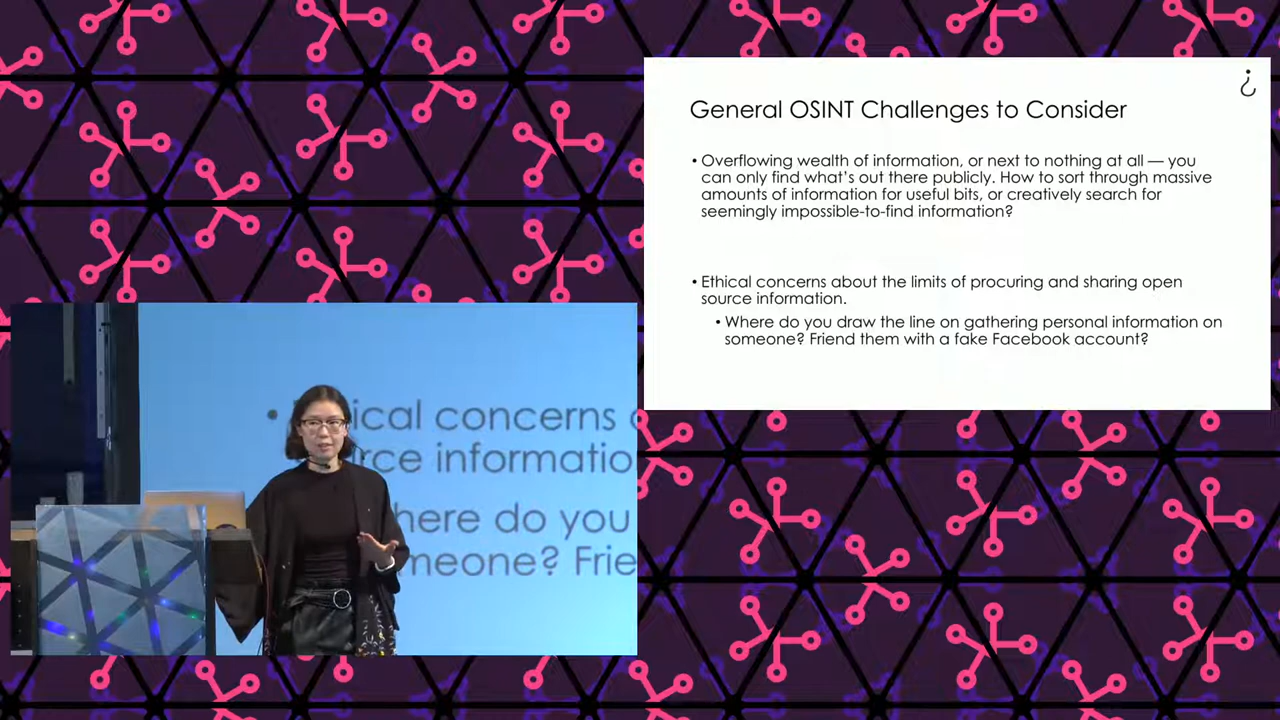 ¿
General OSINT Challenges to Consider
• Overflowing wealth of information, or next to nothing at all — you
can only find what's out there publicly. How to sort through massive
amounts of information for useful bits, or creatively search for
seemingly impossible-to-find information?
• Ethical concerns about the limits of procuring and sharing open
source information.
• Where do you draw the line on gathering personal information on
someone? Friend them with a fake Facebook account?
• ical concerns
rce informatio
here do you
meone? Frie